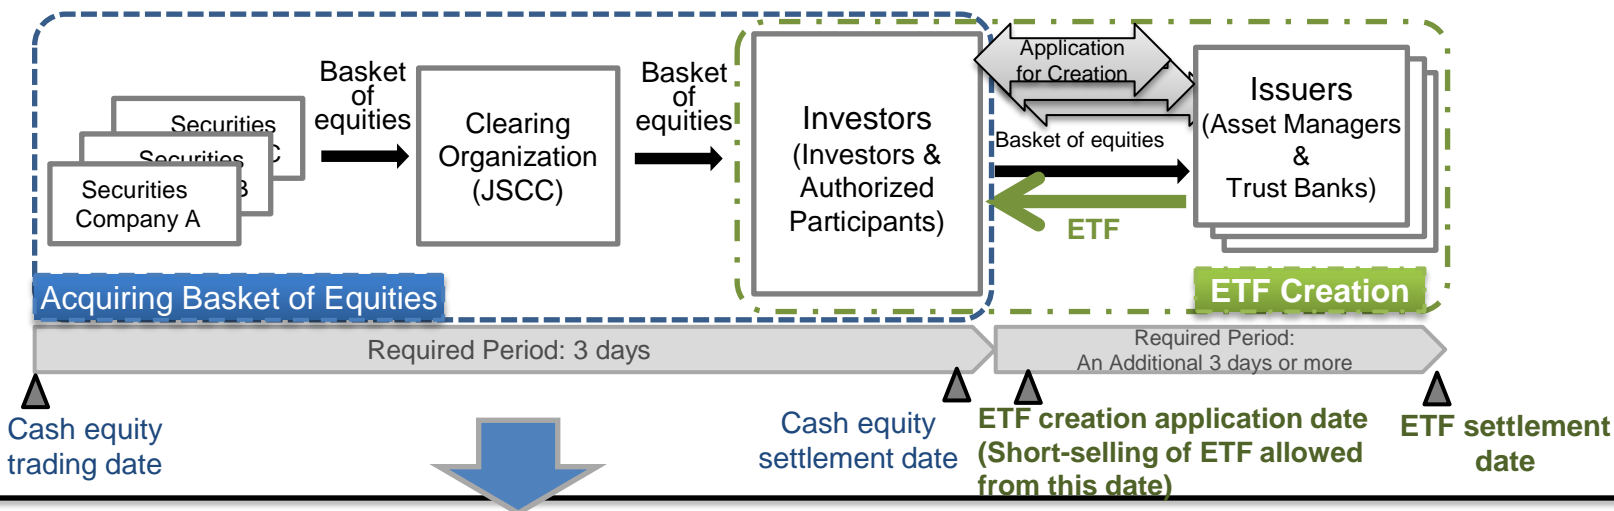 Securities
C
Securities
B
Securities
Company A
Basket
of
equities
Clearing
Organization
(JSCC)
Basket
of
equities
Investors
(Investors &
Authorized
Participants)
Application
for Creation
Basket of equities
ETF
Issuers
(Asset Managers
&
Trust Banks)
Acquiring Basket of Equities
ETF Creation
Required Period: 3 days
Required Period:
An Additional 3 days or more
Cash equity
trading date
Cash equity
settlement date
ETF creation application date
(Short-selling of ETF allowed
from this date)
ETF settlement
date